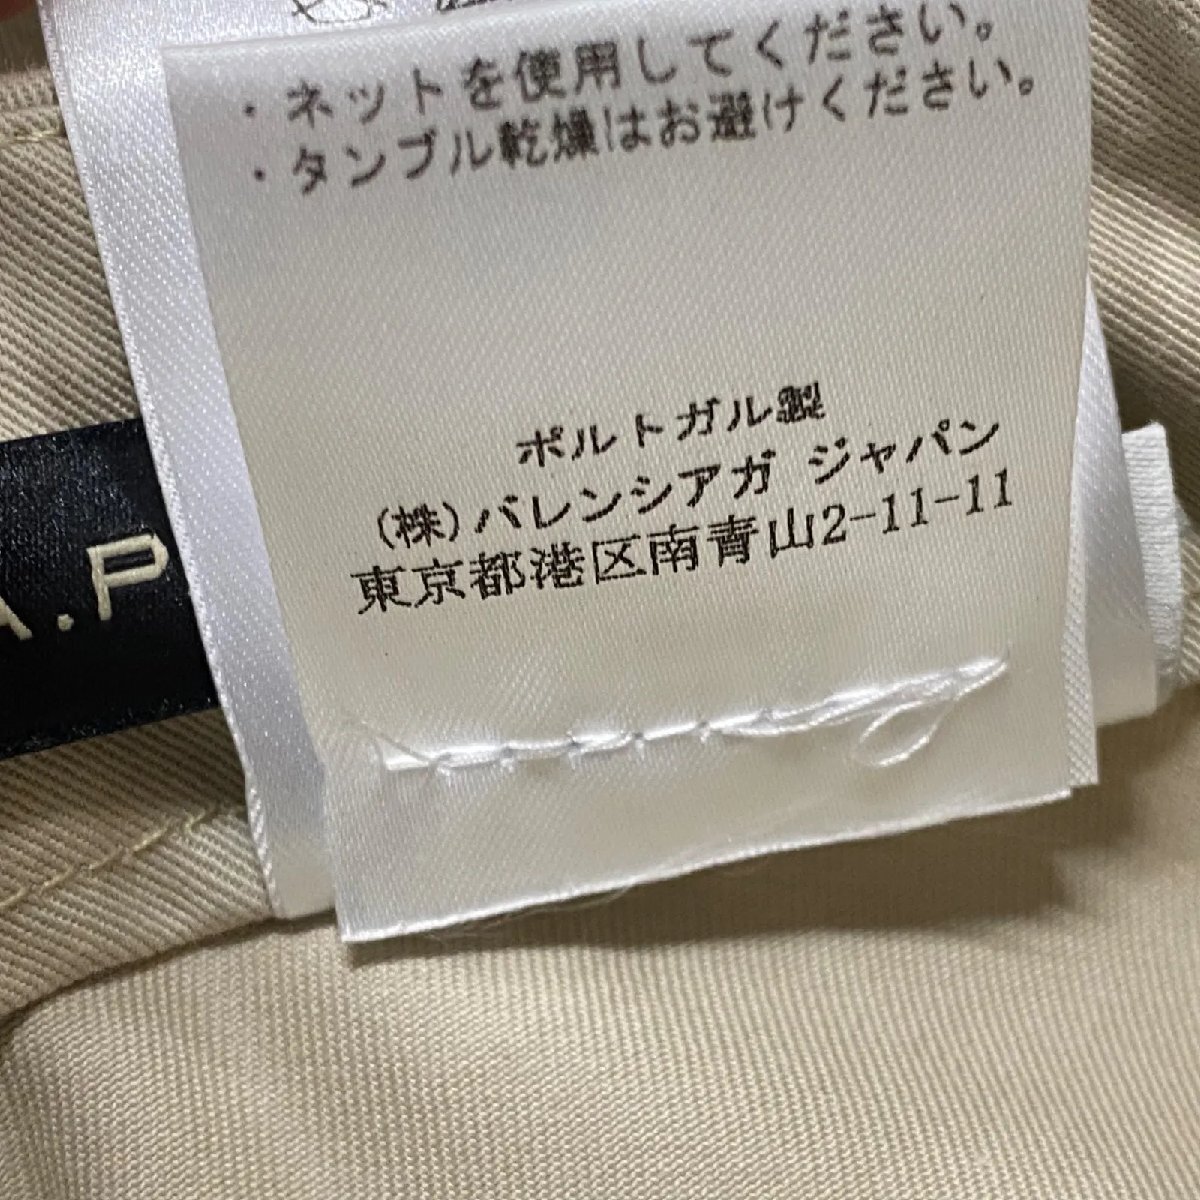 ・ネットを使用してください。
・タンブル乾燥はお避けください。
ポルトガル製
(株)バレンシアガ ジャパン
東京都港区南青山2-11-11
A.P